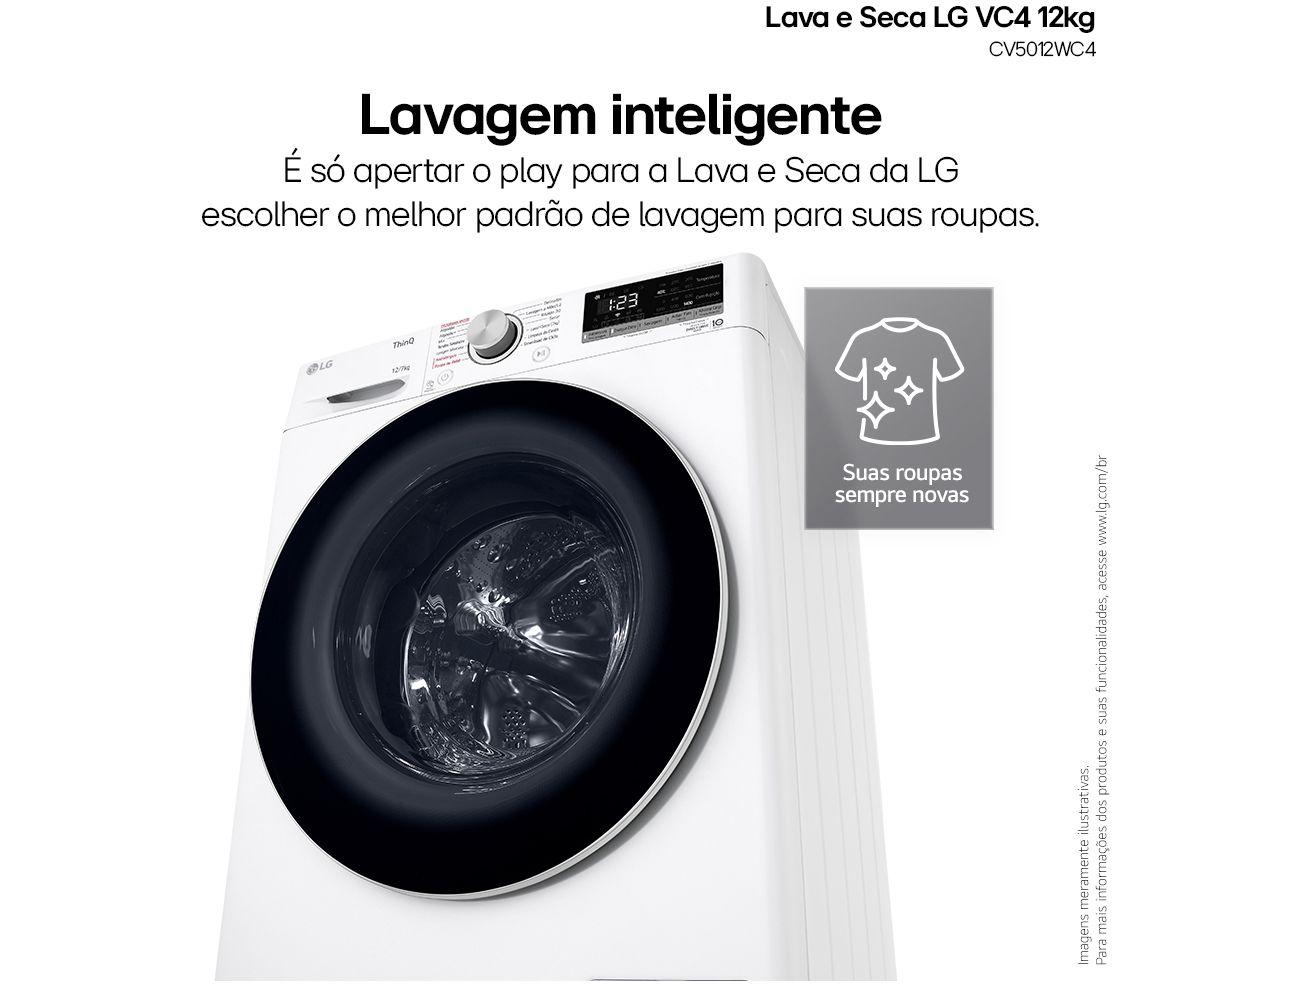 Lava e Seca LG VC4 12kg
CV5012WC4
Lavagem inteligente
É só apertar o play para a Lava e Seca da LG
escolher o melhor padrão de lavagem para suas roupas.
LG
ThinQ
12/7kg
1:23
Suas roupas
sempre novas
Imagens meramente ilustrativas.
Para mais informações dos produtos e suas funcionalidades, acesse www.lg.com/br